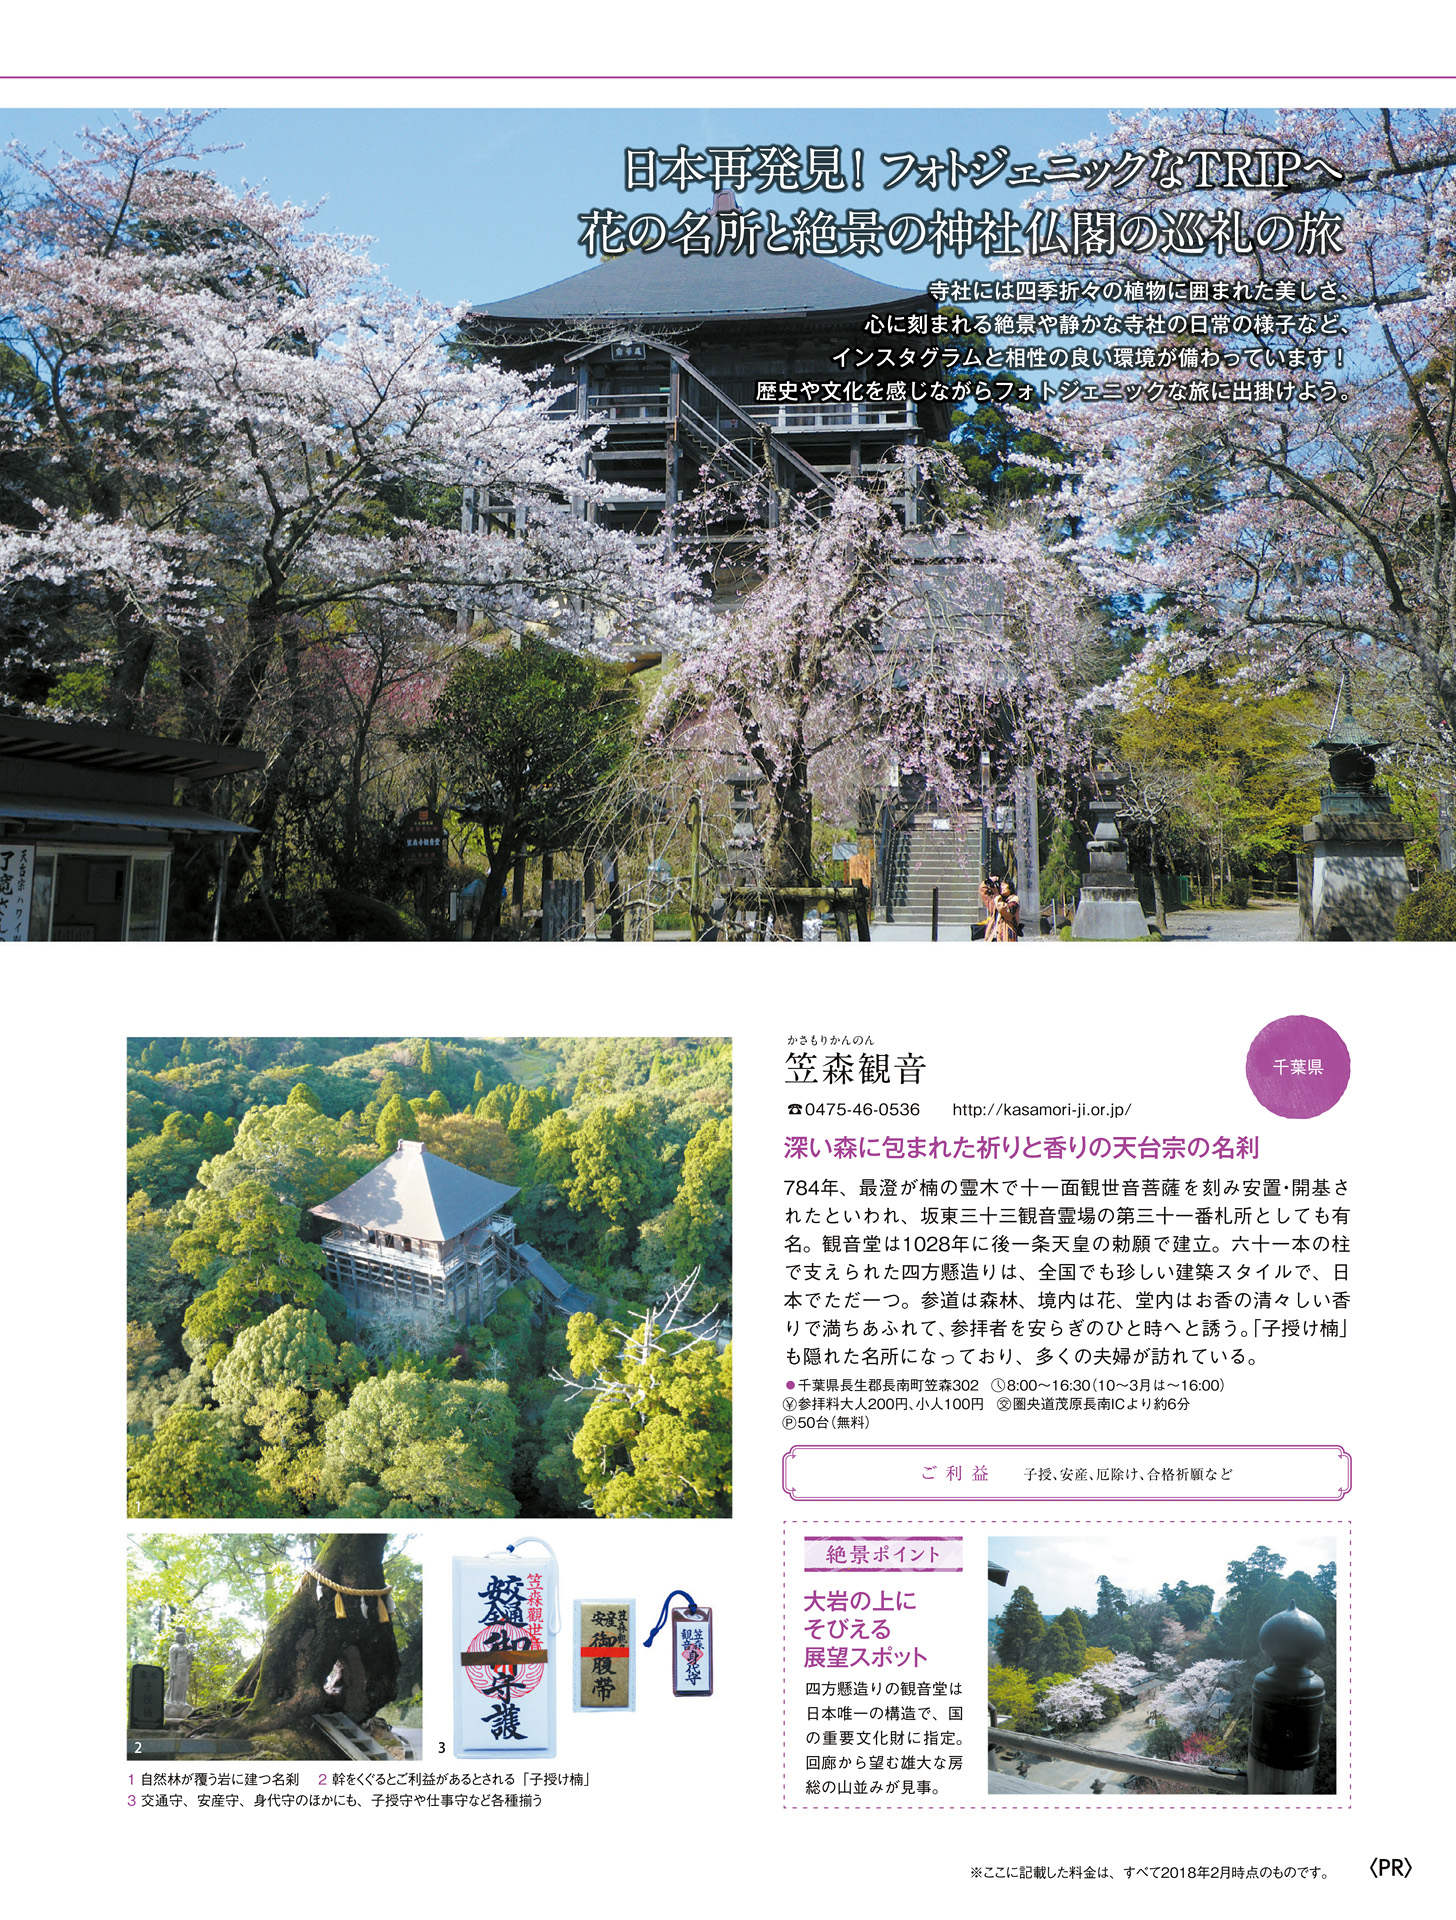 日本再発見！フォトジェニックなTRIPへ
花の名所と絶景の神社仏閣の巡礼の旅
寺社には四季折々の植物に囲まれた美しさ、
心に刻まれる絶景や静かな寺社の日常の様子など、
インスタグラムと相性の良い環境が備わっています！
歴史や文化を感じながらフォトジェニックな旅に出掛けよう。
かさもりかんのん
笠森観音
千葉県
☎0475-46-0536　http://kasamori-ji.or.jp/
深い森に包まれた祈りと香りの天台宗の名刹
784年、最澄が楠の霊木で十一面観世音菩薩を刻み安置・開基さ
れたといわれ、坂東三十三観音霊場の第三十一番札所としても有
名。観音堂は1028年に後一条天皇の勅願で建立。六十一本の柱
で支えられた四方懸造りは、全国でも珍しい建築スタイルで、日
本でただ一つ。参道は森林、境内は花、堂内はお香の清々しい香
りで満ちあふれて、参拝者を安らぎのひと時へと誘う。「子授け楠」
も隠れた名所になっており、多くの夫婦が訪れている。
●千葉県長生郡長南町笠森302　8:00〜16:30（10〜3月は〜16:00）
￥参拝料大人200円、小人100円　交圏央道茂原長南ICより約6分
Ⓟ50台（無料）
ご利益　子授、安産、厄除け、合格祈願など
絶景ポイント
大岩の上に
そびえる
展望スポット
四方懸造りの観音堂は
日本唯一の構造で、国
の重要文化財に指定。
回廊から望む雄大な房
総の山並みが見事。
1
2
3
笠森観世音
交通安全
御守護
笠森観音
安産
御腹帯
笠森観音
身代守
1 自然林が覆う岩に建つ名刹　2 幹をくぐるとご利益があるとされる「子授け楠」
3 交通守、安産守、身代守のほかにも、子授守や仕事守など各種揃う
※ここに記載した料金は、すべて2018年2月時点のものです。
〈PR〉